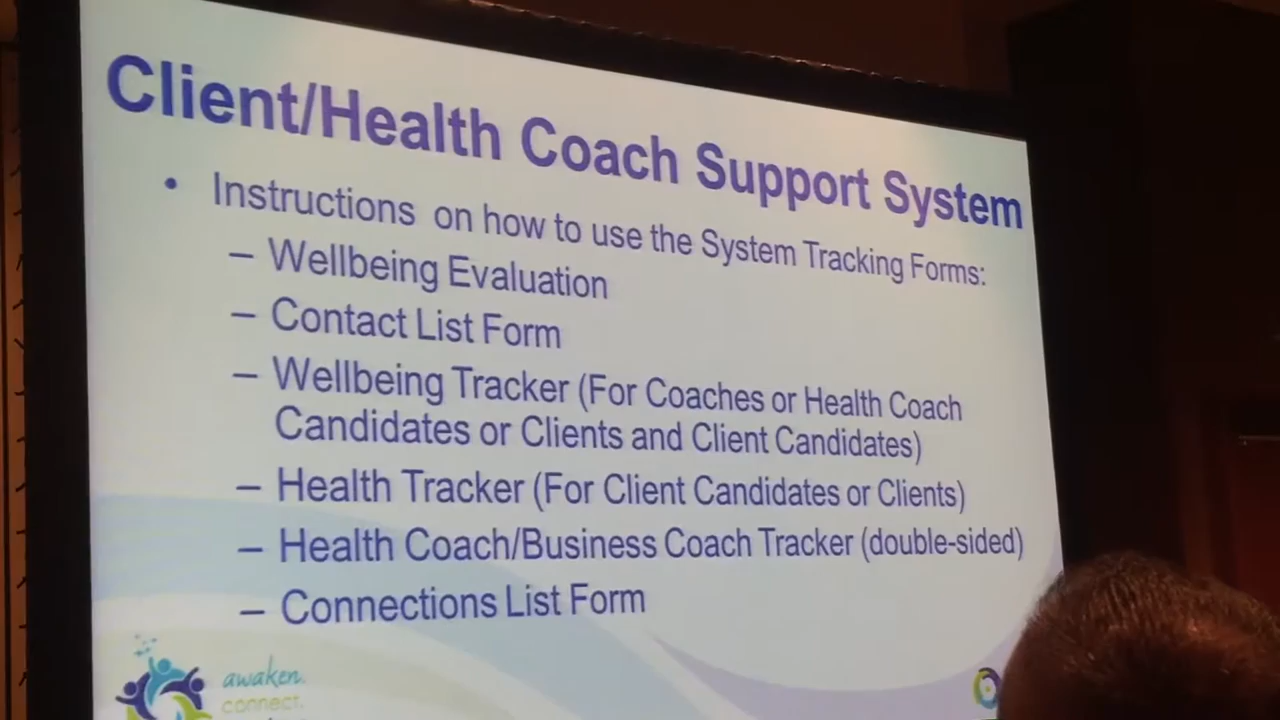 Client/Health Coach Support System
• Instructions on how to use the System Tracking Forms:
– Wellbeing Evaluation
– Contact List Form
– Wellbeing Tracker (For Coaches or Health Coach
Candidates or Clients and Client Candidates)
– Health Tracker (For Client Candidates or Clients)
– Health Coach/Business Coach Tracker (double-sided)
– Connections List Form
awaken.
connect.